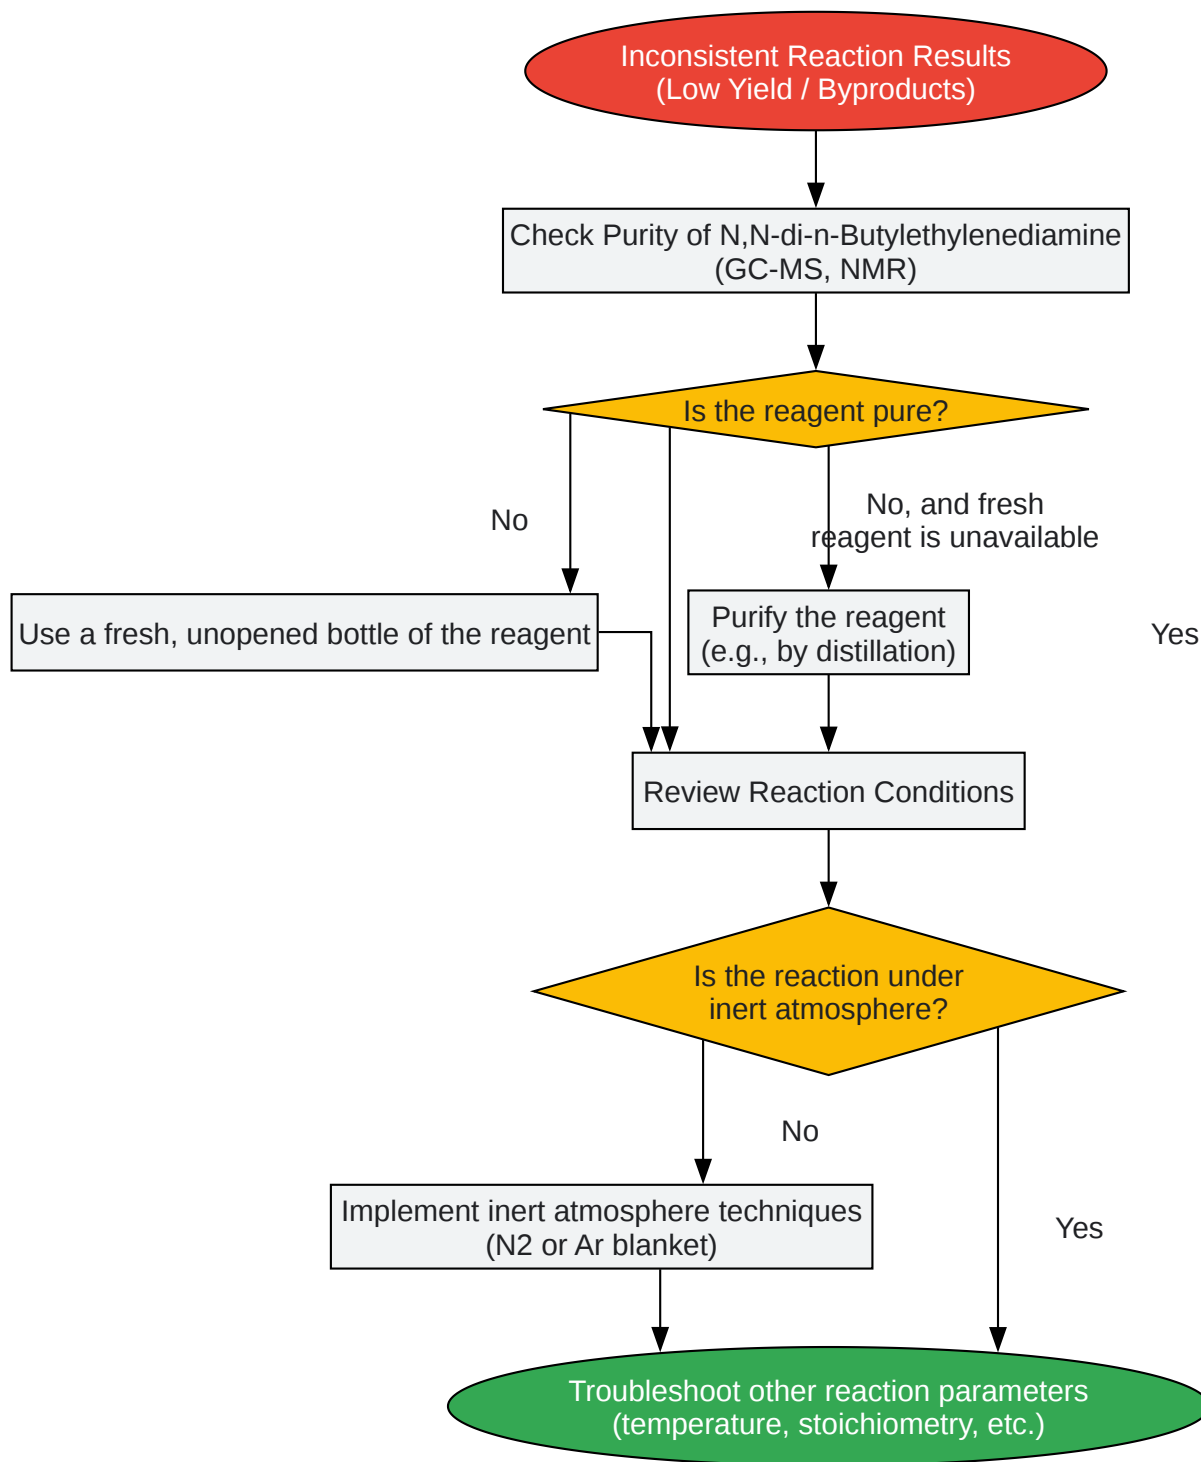 Inconsistent Reaction Results
(Low Yield / Byproducts)
Check Purity of N,N-di-n-Butylethylenediamine
(GC-MS, NMR)
Is the reagent pure?
No
No, and fresh
reagent is unavailable
Use a fresh, unopened bottle of the reagent
Purify the reagent
(e.g., by distillation)
Yes
Review Reaction Conditions
Is the reaction under
inert atmosphere?
No
Implement inert atmosphere techniques
(N2 or Ar blanket)
Yes
Troubleshoot other reaction parameters
(temperature, stoichiometry, etc.)